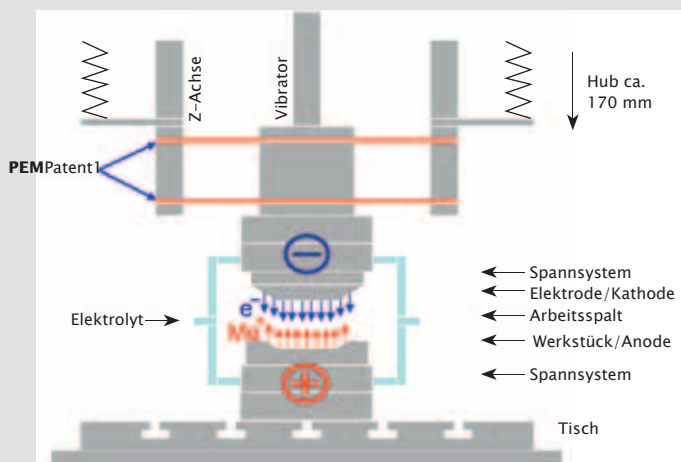 Z-Achse
Vibrator
Hub ca.
170 mm
PEMPatent1
−
Spannsystem
e⁻
Elektrode/Kathode
Elektrolyt
Arbeitsspalt
Me⁺
Werkstück/Anode
+
Spannsystem
Tisch